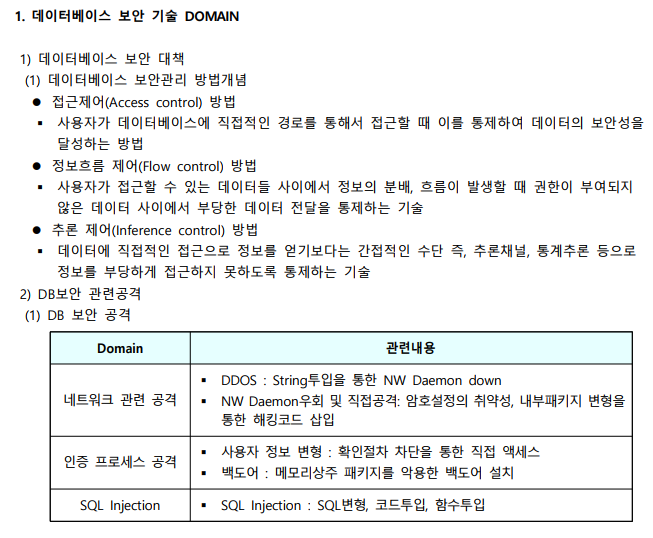 1. 데이터베이스 보안 기술 DOMAIN
1) 데이터베이스 보안 대책
(1) 데이터베이스 보안관리 방법개념
● 접근제어(Access control) 방법
▪ 사용자가 데이터베이스에 직접적인 경로를 통해서 접근할 때 이를 통제하여 데이터의 보안성을
달성하는 방법
● 정보흐름 제어(Flow control) 방법
▪ 사용자가 접근할 수 있는 데이터들 사이에서 정보의 분배, 흐름이 발생할 때 권한이 부여되지
않은 데이터 사이에서 부당한 데이터 전달을 통제하는 기술
● 추론 제어(Inference control) 방법
▪ 데이터에 직접적인 접근으로 정보를 얻기보다는 간접적인 수단 즉, 추론채널, 통계추론 등으로
정보를 부당하게 접근하지 못하도록 통제하는 기술
2) DB보안 관련공격
(1) DB 보안 공격
Domain 관련내용
네트워크 관련 공격
▪ DDOS : String투입을 통한 NW Daemon down
▪ NW Daemon우회 및 직접공격: 암호설정의 취약성, 내부패키지 변형을
통한 해킹코드 삽입
인증 프로세스 공격
▪ 사용자 정보 변형 : 확인절차 차단을 통한 직접 액세스
▪ 백도어 : 메모리상주 패키지를 악용한 백도어 설치
SQL Injection ▪ SQL Injection : SQL변형, 코드투입, 함수투입